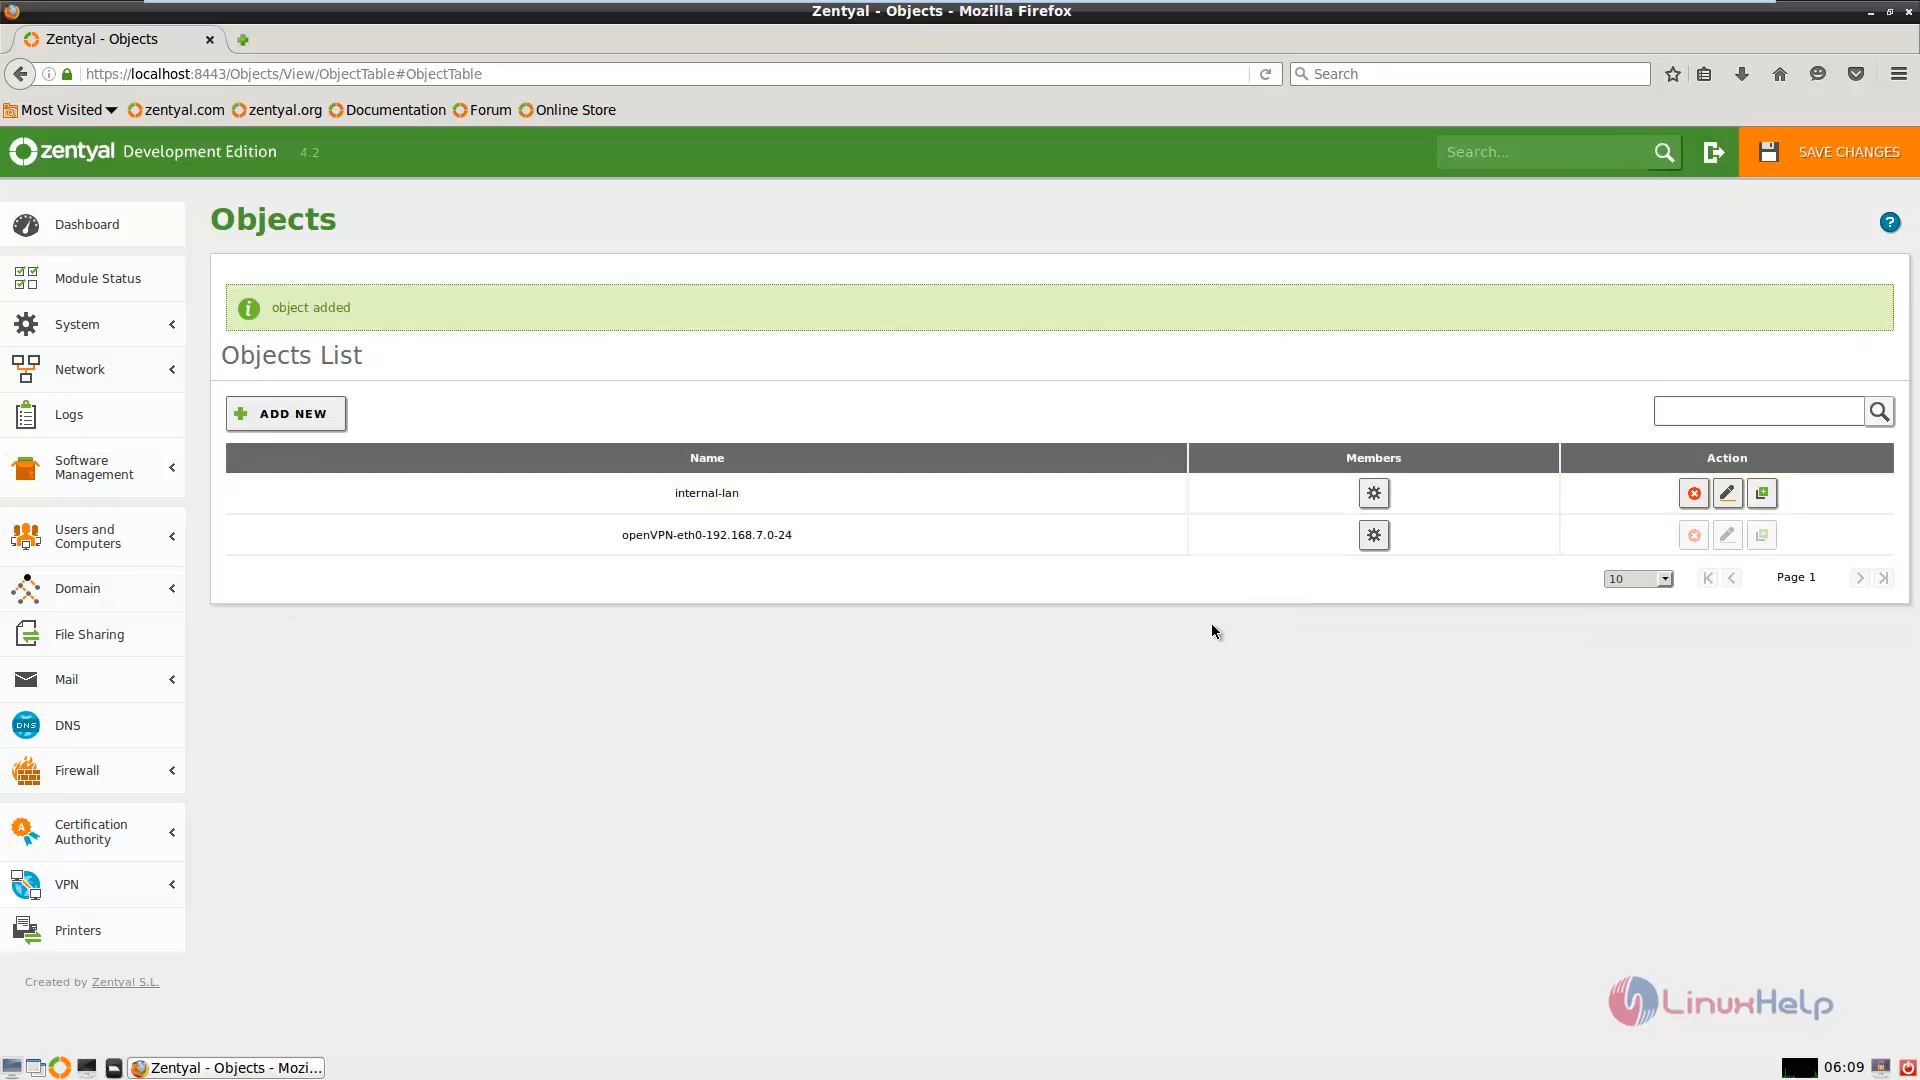 Zentyal - Objects - Mozilla Firefox
Zentyal - Objects
https://localhost:8443/Objects/View/ObjectTable#ObjectTable
Search
Most Visited
zentyal.com
zentyal.org
Documentation
Forum
Online Store
zentyal Development Edition 4.2
Search...
SAVE CHANGES
Dashboard
Module Status
System
Network
Logs
Software
Management
Users and
Computers
Domain
File Sharing
Mail
DNS
DNS
Firewall
A
Certification
Authority
VPN
Printers
Created by Zentyal S.L.
Objects
?
i
object added
Objects List
ADD NEW
Name Members Action
internal-lan
openVPN-eth0-192.168.7.0-24
10
Page 1
LinuxHelp
Zentyal - Objects - Mozi...
06:09